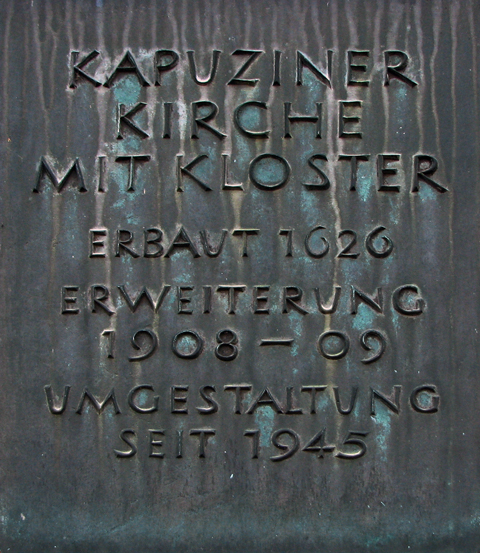 KAPUZINER
KIRCHE
MIT KLOSTER
ERBAUT 1626
ERWEITERUNG
1908 – 09
UMGESTALTUNG
SEIT 1945